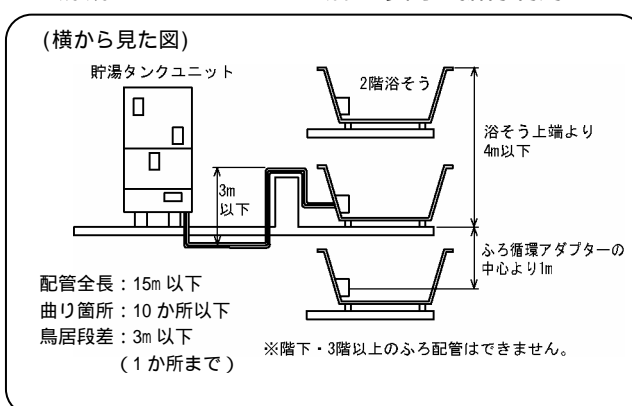 (横から見た図)
貯湯タンクユニット
2階浴そう
浴そう上端より
4m以下
3m
以下
ふろ循環アダプターの
中心より1m
配管全長：15m 以下
曲り箇所：10 か所以下
鳥居段差：3m 以下
（1 か所まで）
※階下・3階以上のふろ配管はできません。